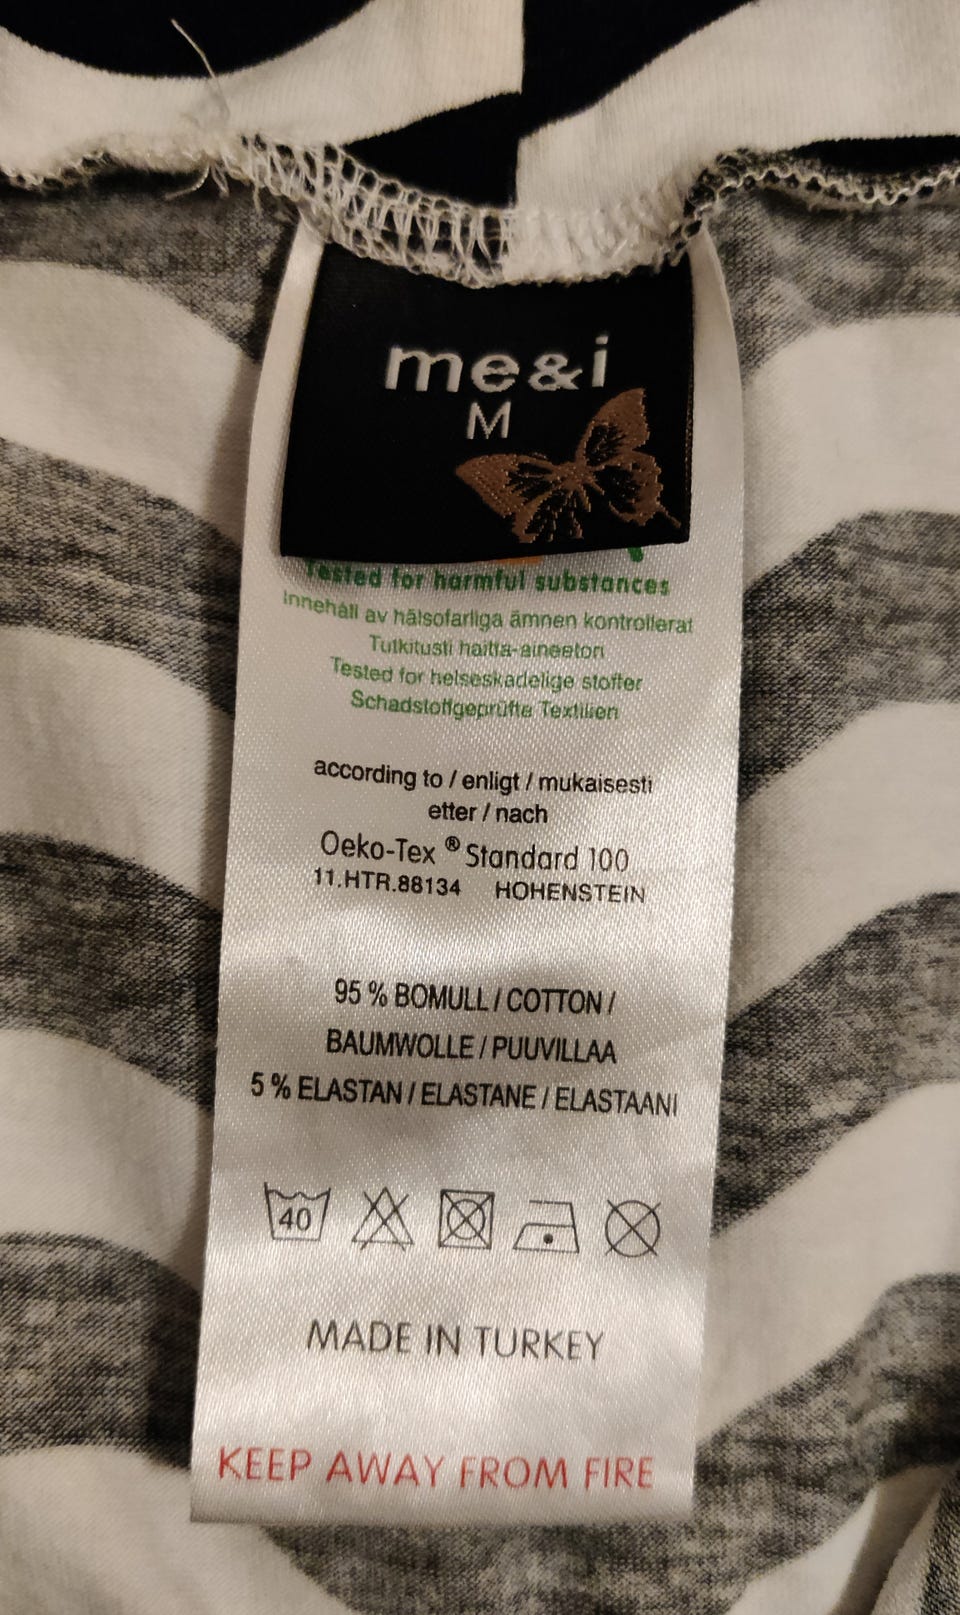 me&i
M
Tested for harmful substances
Innehåll av hälsofarliga ämnen kontrollerat
Tutkitusti haitta-aineeton
Tested for helseskadelige stoffer
Schadstoffgeprüfte Textilien
according to / enligt / mukaisesti
etter / nach
Oeko-Tex ® Standard 100
11.HTR.88134 HOHENSTEIN
95 % BOMULL / COTTON /
BAUMWOLLE / PUUVILLAA
5 % ELASTAN / ELASTANE / ELASTAANI
40
MADE IN TURKEY
KEEP AWAY FROM FIRE